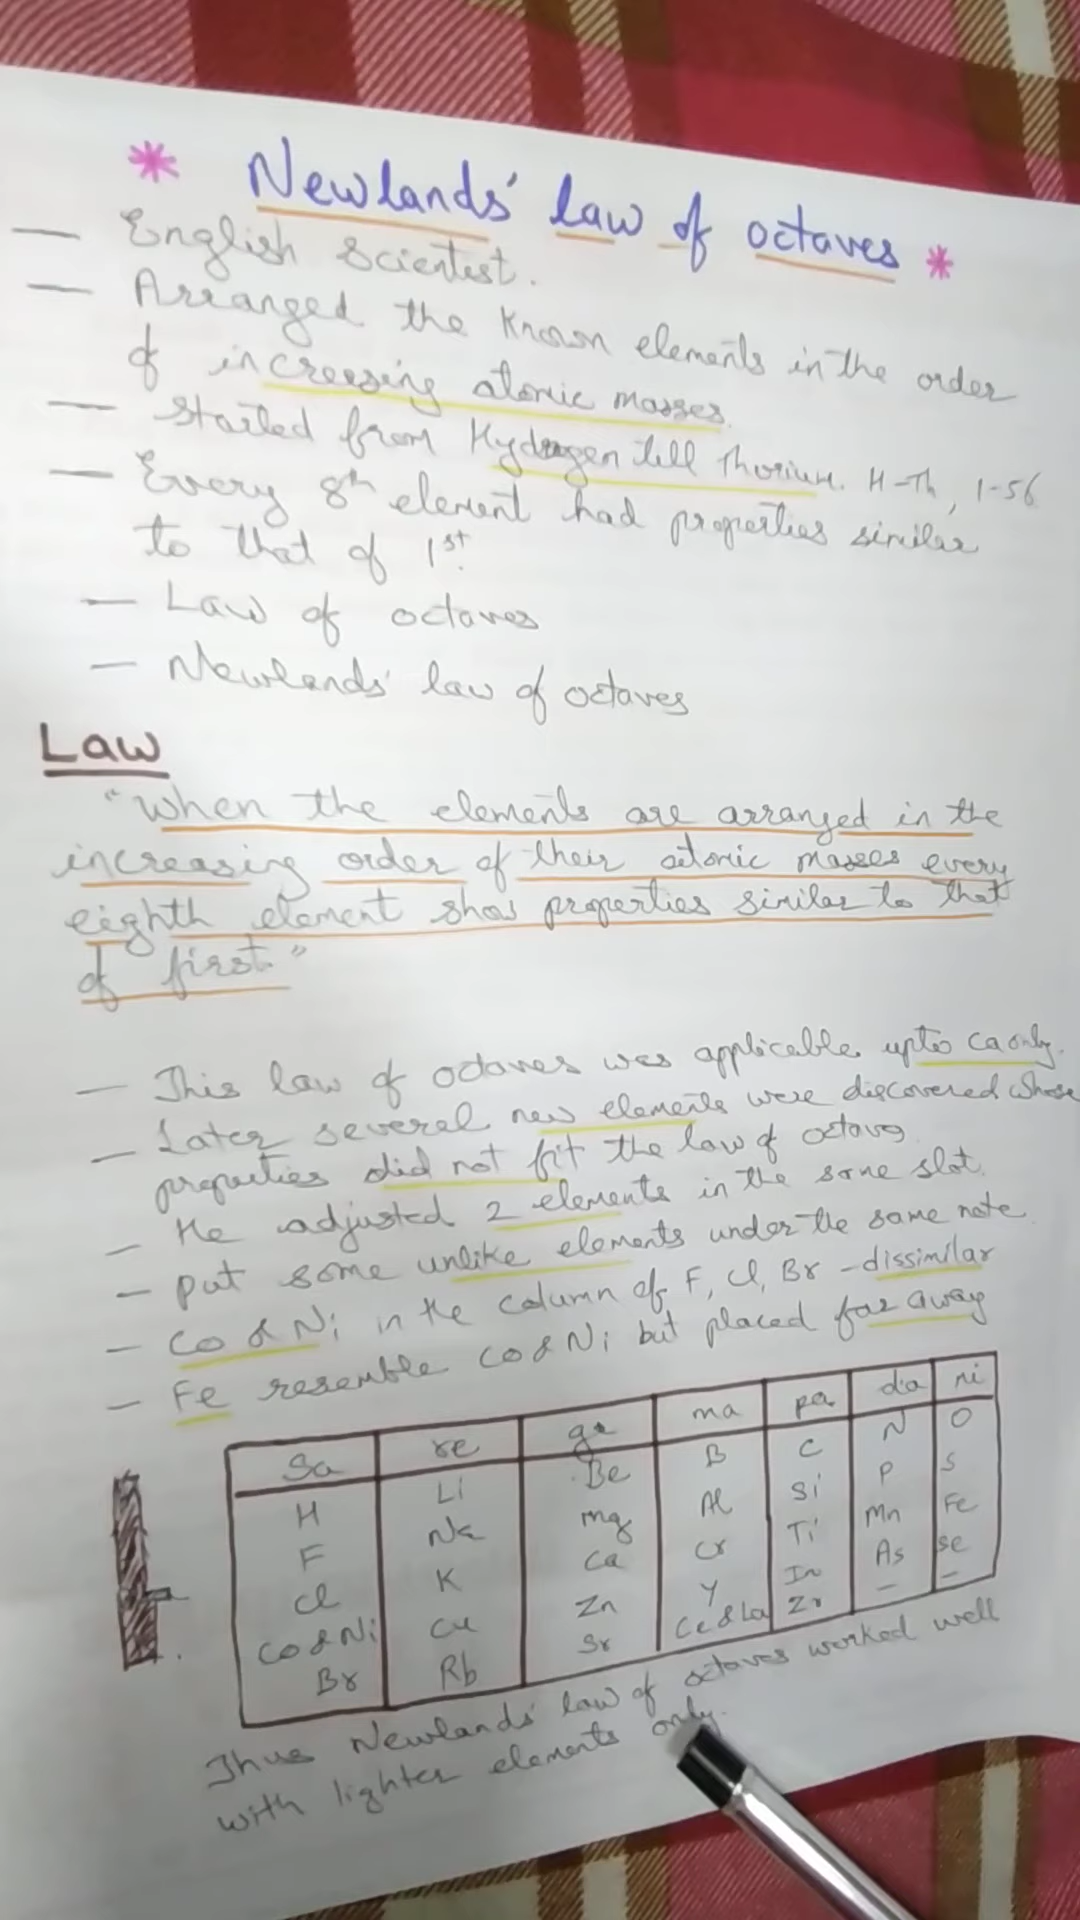 * Newlands' law of octaves *
— English Scientist.
— Arranged the Known elements in the order
of increasing atomic masses.
— Started from Hydrogen till Thorium. H-Th, 1-56
— Every 8th element had properties similar
to that of 1st.
— Law of octaves
— Newlands' law of octaves
Law
"When the elements are arranged in the
increasing order of their atomic masses every
eighth element show properties similar to that
of first."
— This law of octaves was applicable upto Ca only.
— Later several new elements were discovered whose
properties did not fit the law of octave
— He adjusted 2 elements in the same slot.
— put some unlike elements under the same note
— Co & Ni in the column of F, Cl, Br - dissimilar
— Fe resemble Co & Ni but placed far away
Sa re ga ma pa da ni
H Li Be B C N O
F Na Mg Al Si P S
Cl K Ca Cr Ti Mn Fe
Co & Ni Cu Zn Y In As Se
Br Rb Sr Ce & La Zr — —
Thus Newlands' law of octaves worked well
with lighter elements only.